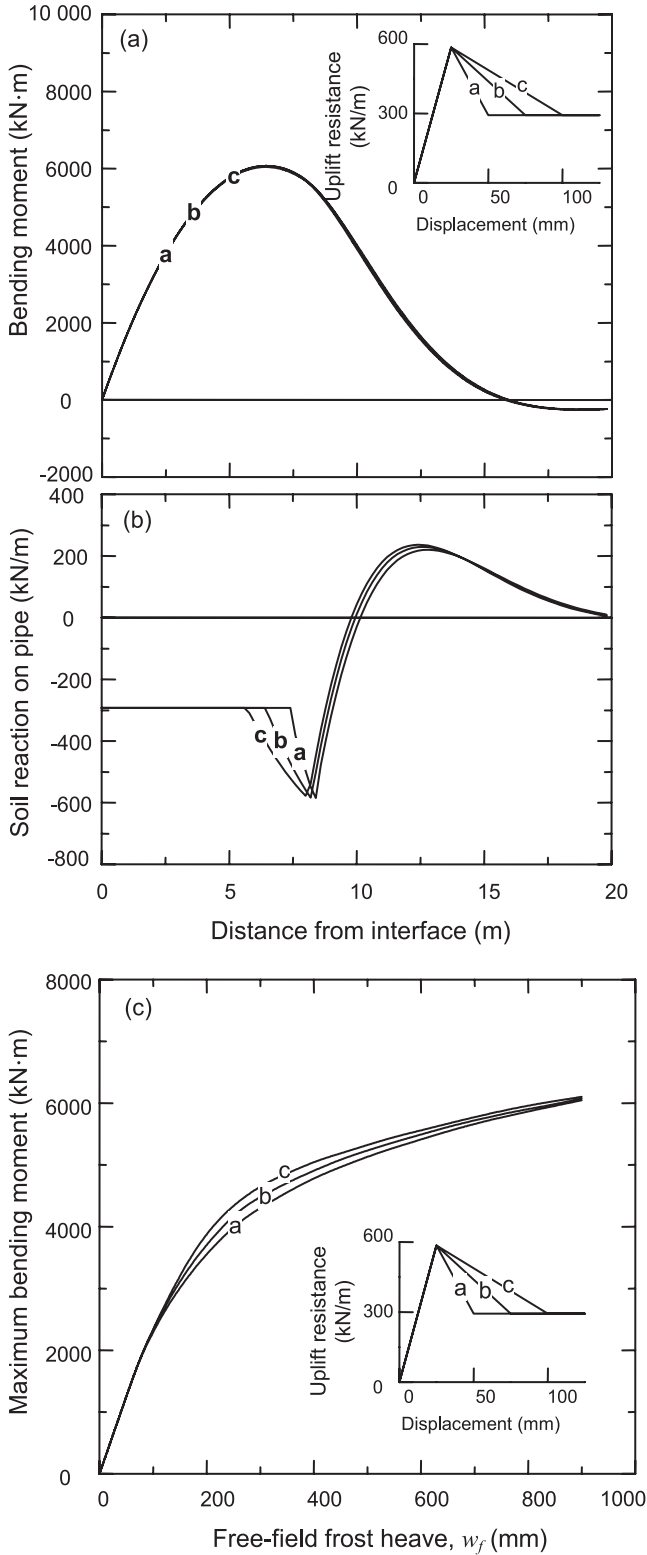 10 000
(a)
8000
6000
4000
2000
0
-2000
Bending moment (kN·m)
a
b
c
600
300
0
Uplift resistance
(kN/m)
a
b
c
0
50
100
Displacement (mm)
400
(b)
200
0
-200
-400
-600
-800
Soil reaction on pipe (kN/m)
c
b
a
0
5
10
15
20
Distance from interface (m)
8000
(c)
6000
4000
2000
0
Maximum bending moment (kN·m)
c
b
a
600
300
0
Uplift resistance
(kN/m)
a
b
c
0
50
100
Displacement (mm)
0
200
400
600
800
1000
Free-field frost heave, wf (mm)